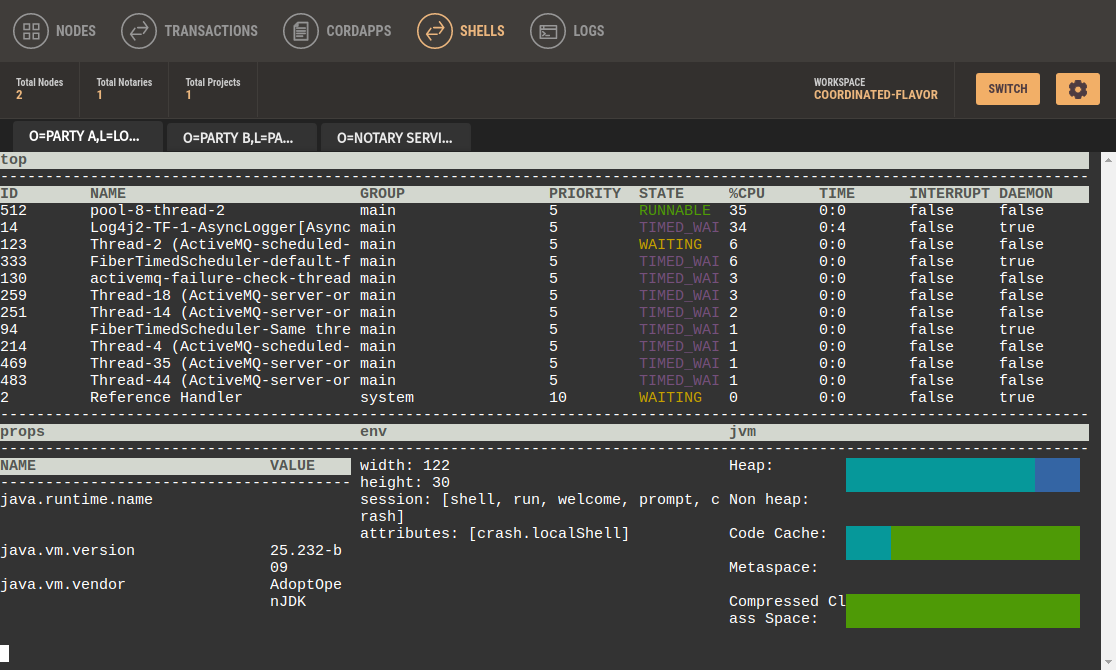 NODES TRANSACTIONS CORDAPPS SHELLS LOGS
Total Nodes Total Notaries Total Projects WORKSPACE
2 1 1 COORDINATED-FLAVOR SWITCH
O=PARTY A,L=LO... O=PARTY B,L=PA... O=NOTARY SERVI...
top
ID NAME GROUP PRIORITY STATE %CPU TIME INTERRUPT DAEMON
512 pool-8-thread-2 main 5 RUNNABLE 35 0:0 false false
14 Log4j2-TF-1-AsyncLogger[Async main 5 TIMED_WAI 34 0:4 false true
123 Thread-2 (ActiveMQ-scheduled- main 5 WAITING 6 0:0 false false
333 FiberTimedScheduler-default-f main 5 TIMED_WAI 6 0:0 false true
130 activemq-failure-check-thread main 5 TIMED_WAI 3 0:0 false false
259 Thread-18 (ActiveMQ-server-or main 5 TIMED_WAI 3 0:0 false false
251 Thread-14 (ActiveMQ-server-or main 5 TIMED_WAI 2 0:0 false false
94 FiberTimedScheduler-Same thre main 5 TIMED_WAI 1 0:0 false true
214 Thread-4 (ActiveMQ-scheduled- main 5 TIMED_WAI 1 0:0 false false
469 Thread-35 (ActiveMQ-server-or main 5 TIMED_WAI 1 0:0 false false
483 Thread-44 (ActiveMQ-server-or main 5 TIMED_WAI 1 0:0 false false
2 Reference Handler system 10 WAITING 0 0:0 false true
props env jvm
NAME VALUE width: 122 Heap:
height: 30
java.runtime.name session: [shell, run, welcome, prompt, c Non heap:
rash]
attributes: [crash.localShell] Code Cache:
java.vm.version 25.232-b
09 Metaspace:
java.vm.vendor AdoptOpe
nJDK Compressed Cl
ass Space: